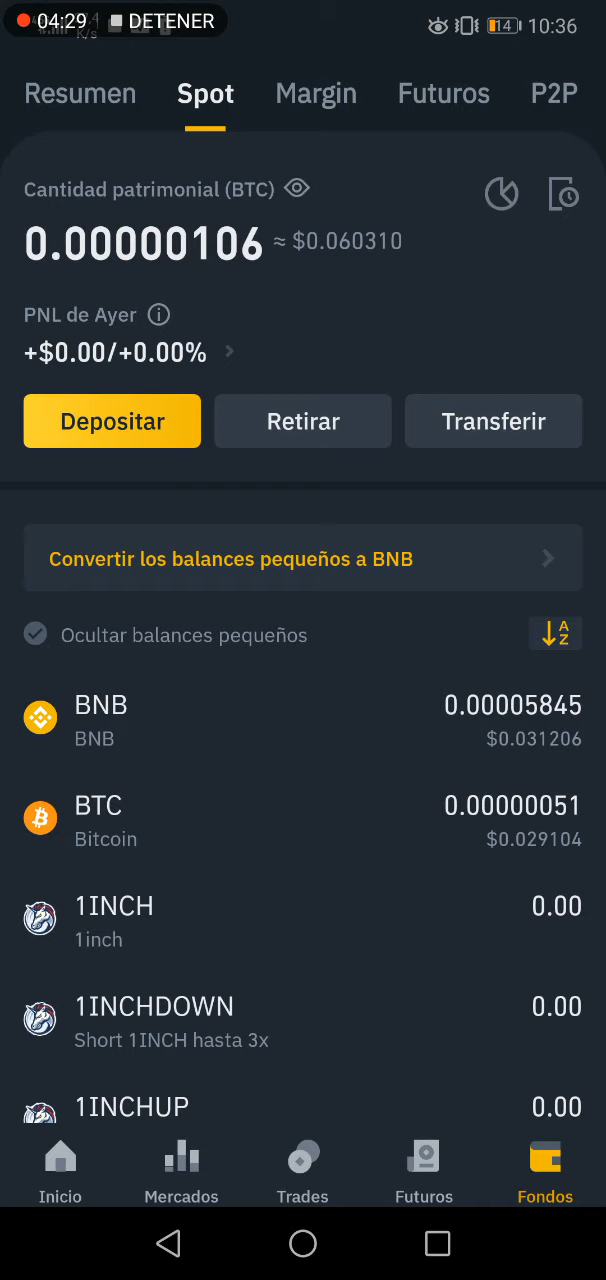 04:29 DETENER
K/s
14 10:36
Resumen Spot Margin Futuros P2P
Cantidad patrimonial (BTC)
0.00000106 ≈ $0.060310
PNL de Ayer
+$0.00/+0.00%
Depositar Retirar Transferir
Convertir los balances pequeños a BNB
Ocultar balances pequeños
A
Z
BNB 0.00005845
BNB $0.031206
BTC 0.00000051
Bitcoin $0.029104
1INCH 0.00
1inch
1INCHDOWN 0.00
Short 1INCH hasta 3x
1INCHUP 0.00
Inicio Mercados Trades Futuros Fondos